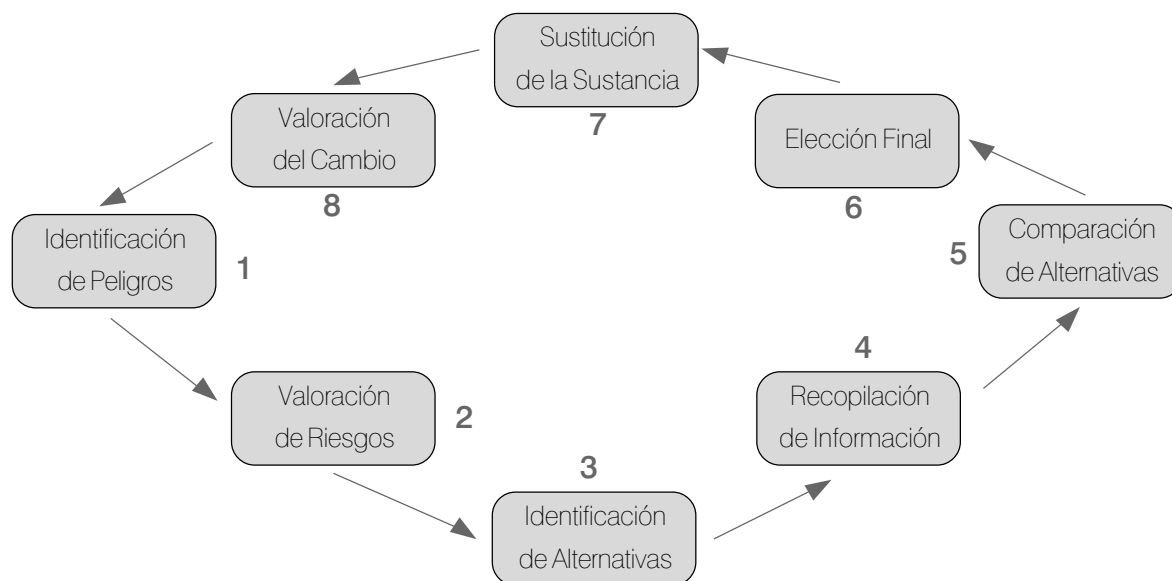 Sustitución
de la Sustancia
7
Valoración
del Cambio
8
Elección Final
6
Identificación
de Peligros
1
Comparación
de Alternativas
5
Valoración
de Riesgos
2
Recopilación
de Información
4
Identificación
de Alternativas
3